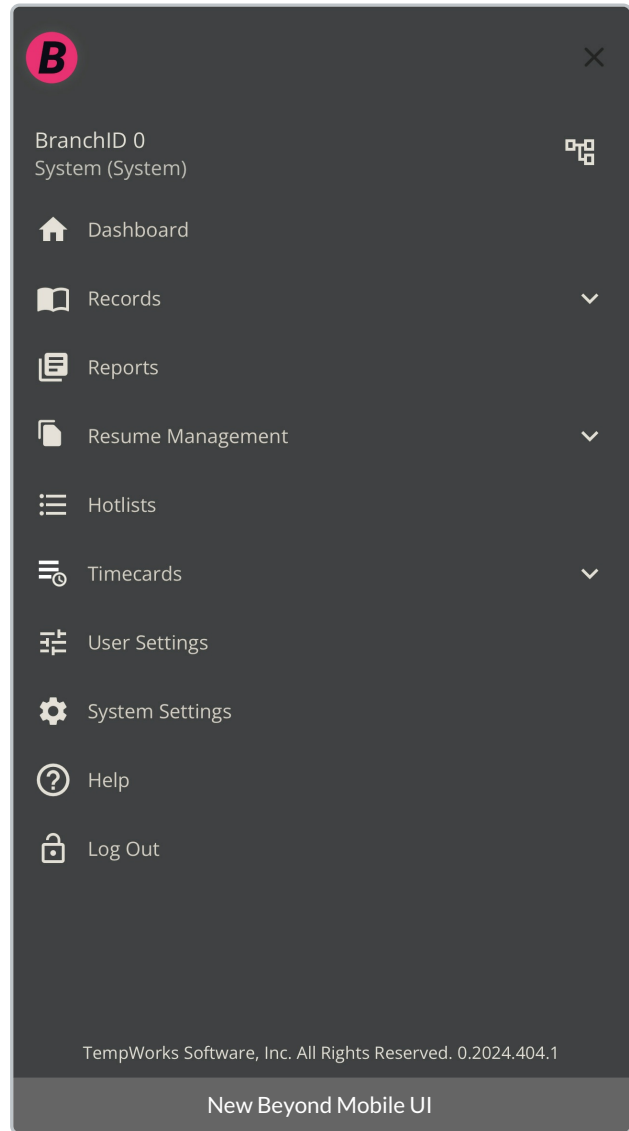 B
BranchID 0
System (System)
Dashboard
Records
Reports
Resume Management
Hotlists
Timecards
User Settings
System Settings
Help
Log Out
TempWorks Software, Inc. All Rights Reserved. 0.2024.404.1
New Beyond Mobile UI